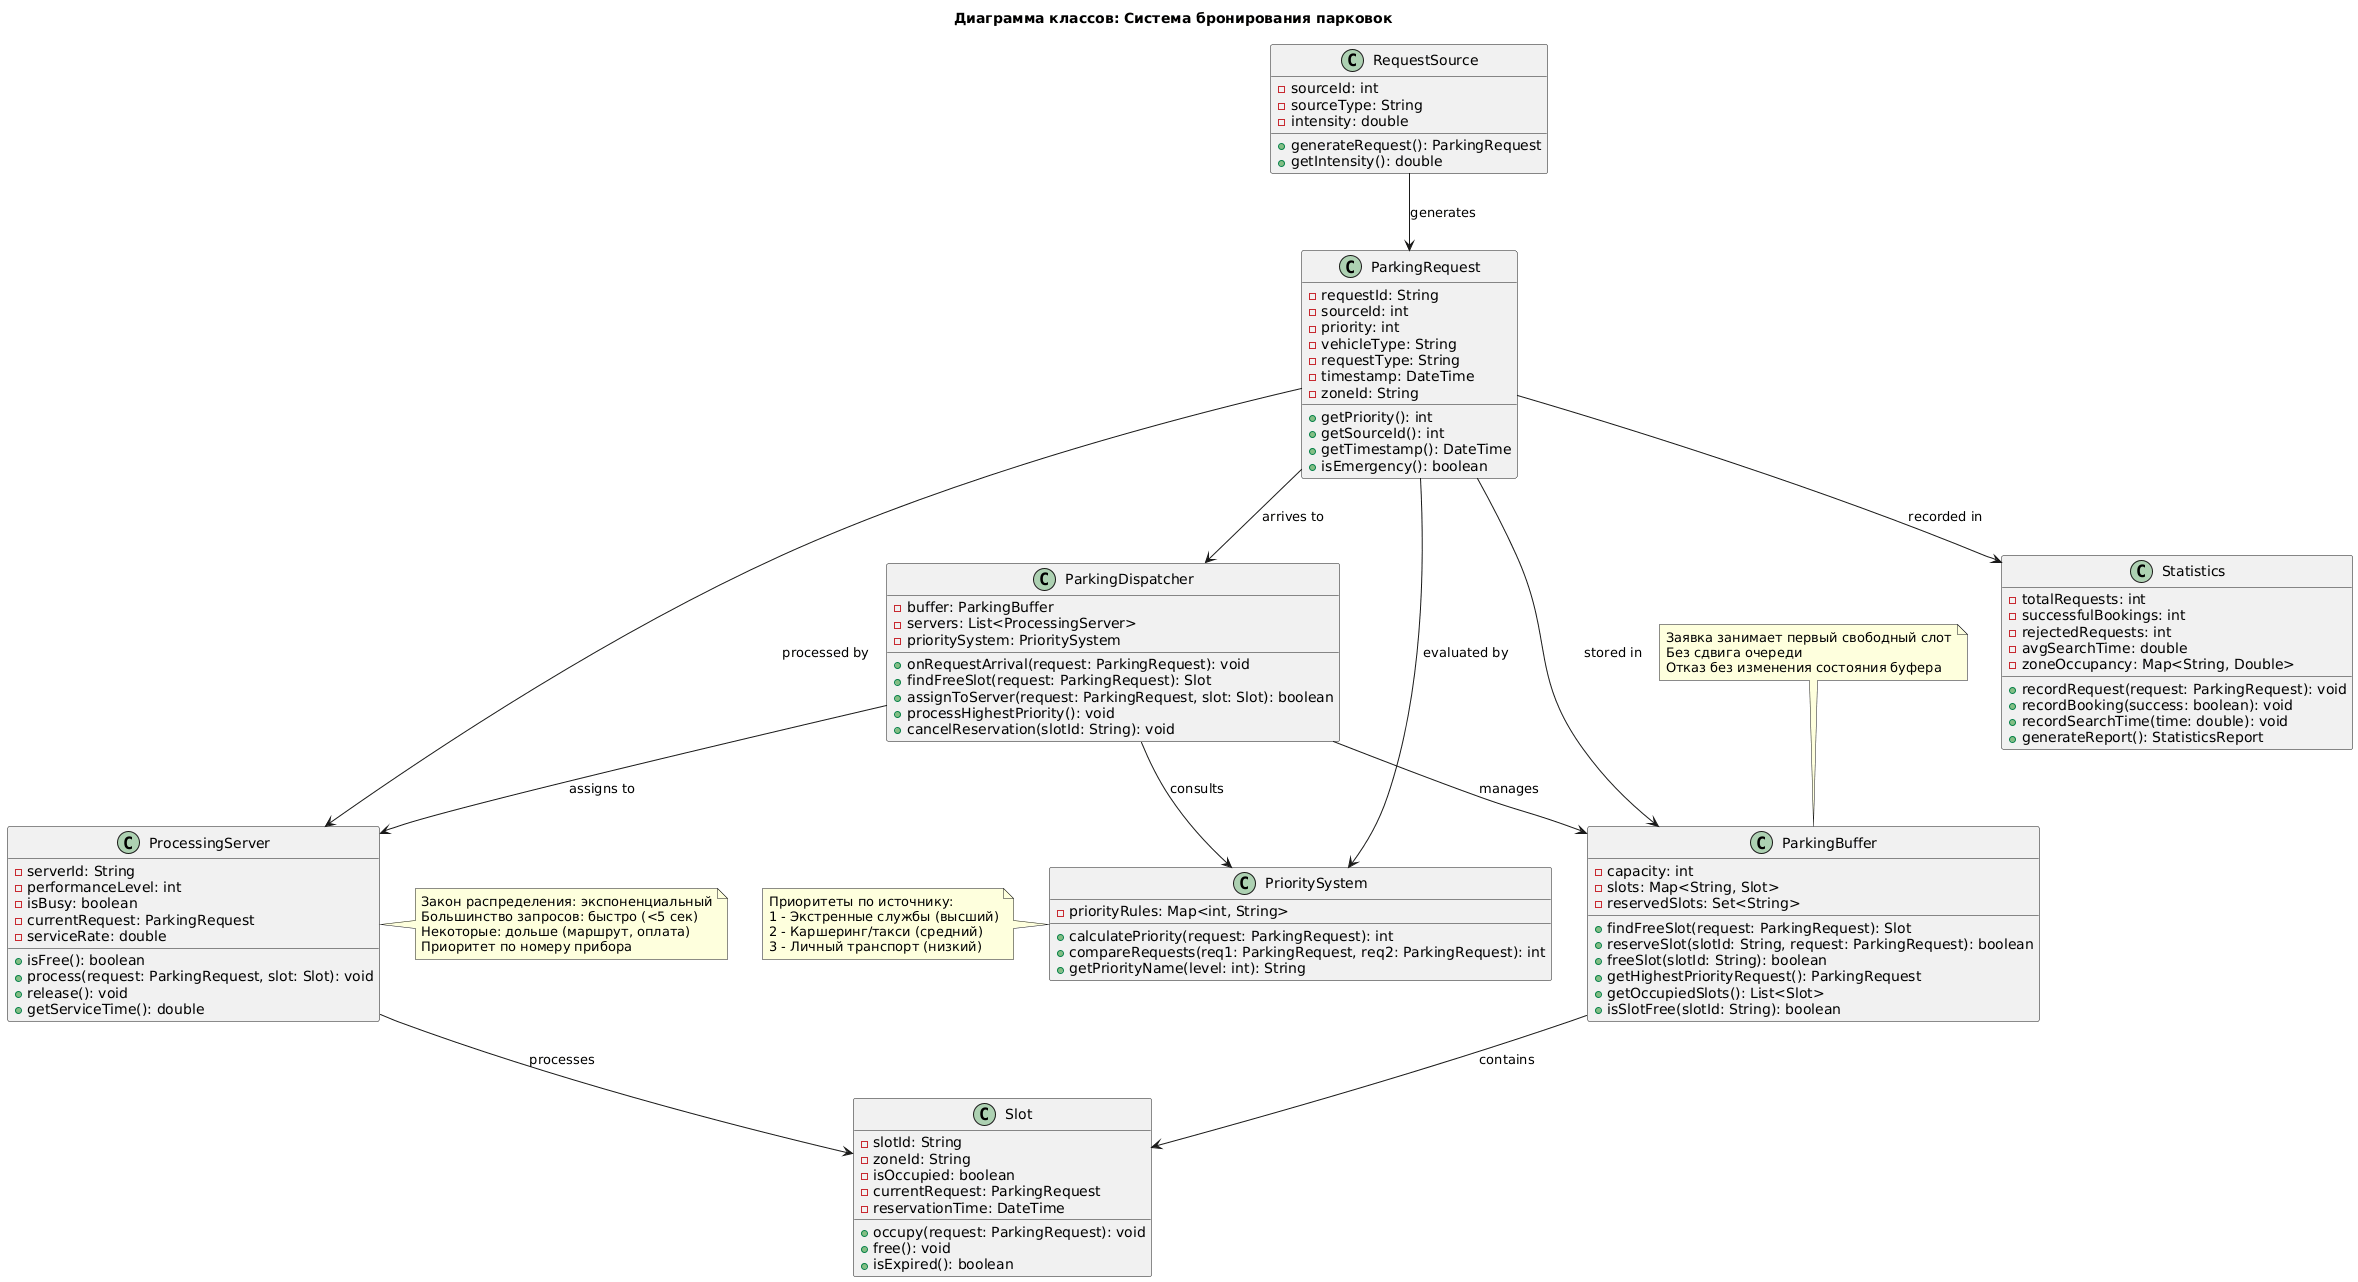 Диаграмма классов: Система бронирования парковок
C RequestSource
sourceId: int
sourceType: String
intensity: double
generateRequest(): ParkingRequest
getIntensity(): double
generates
C ParkingRequest
requestId: String
sourceId: int
priority: int
vehicleType: String
requestType: String
timestamp: DateTime
zoneId: String
getPriority(): int
getSourceId(): int
getTimestamp(): DateTime
isEmergency(): boolean
arrives to
recorded in
C ParkingDispatcher
buffer: ParkingBuffer
servers: List<ProcessingServer>
prioritySystem: PrioritySystem
onRequestArrival(request: ParkingRequest): void
findFreeSlot(request: ParkingRequest): Slot
assignToServer(request: ParkingRequest, slot: Slot): boolean
processHighestPriority(): void
cancelReservation(slotId: String): void
C Statistics
totalRequests: int
successfulBookings: int
rejectedRequests: int
avgSearchTime: double
zoneOccupancy: Map<String, Double>
recordRequest(request: ParkingRequest): void
recordBooking(success: boolean): void
recordSearchTime(time: double): void
generateReport(): StatisticsReport
processed by
evaluated by
stored in
Заявка занимает первый свободный слот
Без сдвига очереди
Отказ без изменения состояния буфера
assigns to
consults
manages
C ProcessingServer
serverId: String
performanceLevel: int
isBusy: boolean
currentRequest: ParkingRequest
serviceRate: double
isFree(): boolean
process(request: ParkingRequest, slot: Slot): void
release(): void
getServiceTime(): double
Закон распределения: экспоненциальный
Большинство запросов: быстро (<5 сек)
Некоторые: дольше (маршрут, оплата)
Приоритет по номеру прибора
Приоритеты по источнику:
1 - Экстренные службы (высший)
2 - Каршеринг/такси (средний)
3 - Личный транспорт (низкий)
C PrioritySystem
priorityRules: Map<int, String>
calculatePriority(request: ParkingRequest): int
compareRequests(req1: ParkingRequest, req2: ParkingRequest): int
getPriorityName(level: int): String
C ParkingBuffer
capacity: int
slots: Map<String, Slot>
reservedSlots: Set<String>
findFreeSlot(request: ParkingRequest): Slot
reserveSlot(slotId: String, request: ParkingRequest): boolean
freeSlot(slotId: String): boolean
getHighestPriorityRequest(): ParkingRequest
getOccupiedSlots(): List<Slot>
isSlotFree(slotId: String): boolean
processes
contains
C Slot
slotId: String
zoneId: String
isOccupied: boolean
currentRequest: ParkingRequest
reservationTime: DateTime
occupy(request: ParkingRequest): void
free(): void
isExpired(): boolean